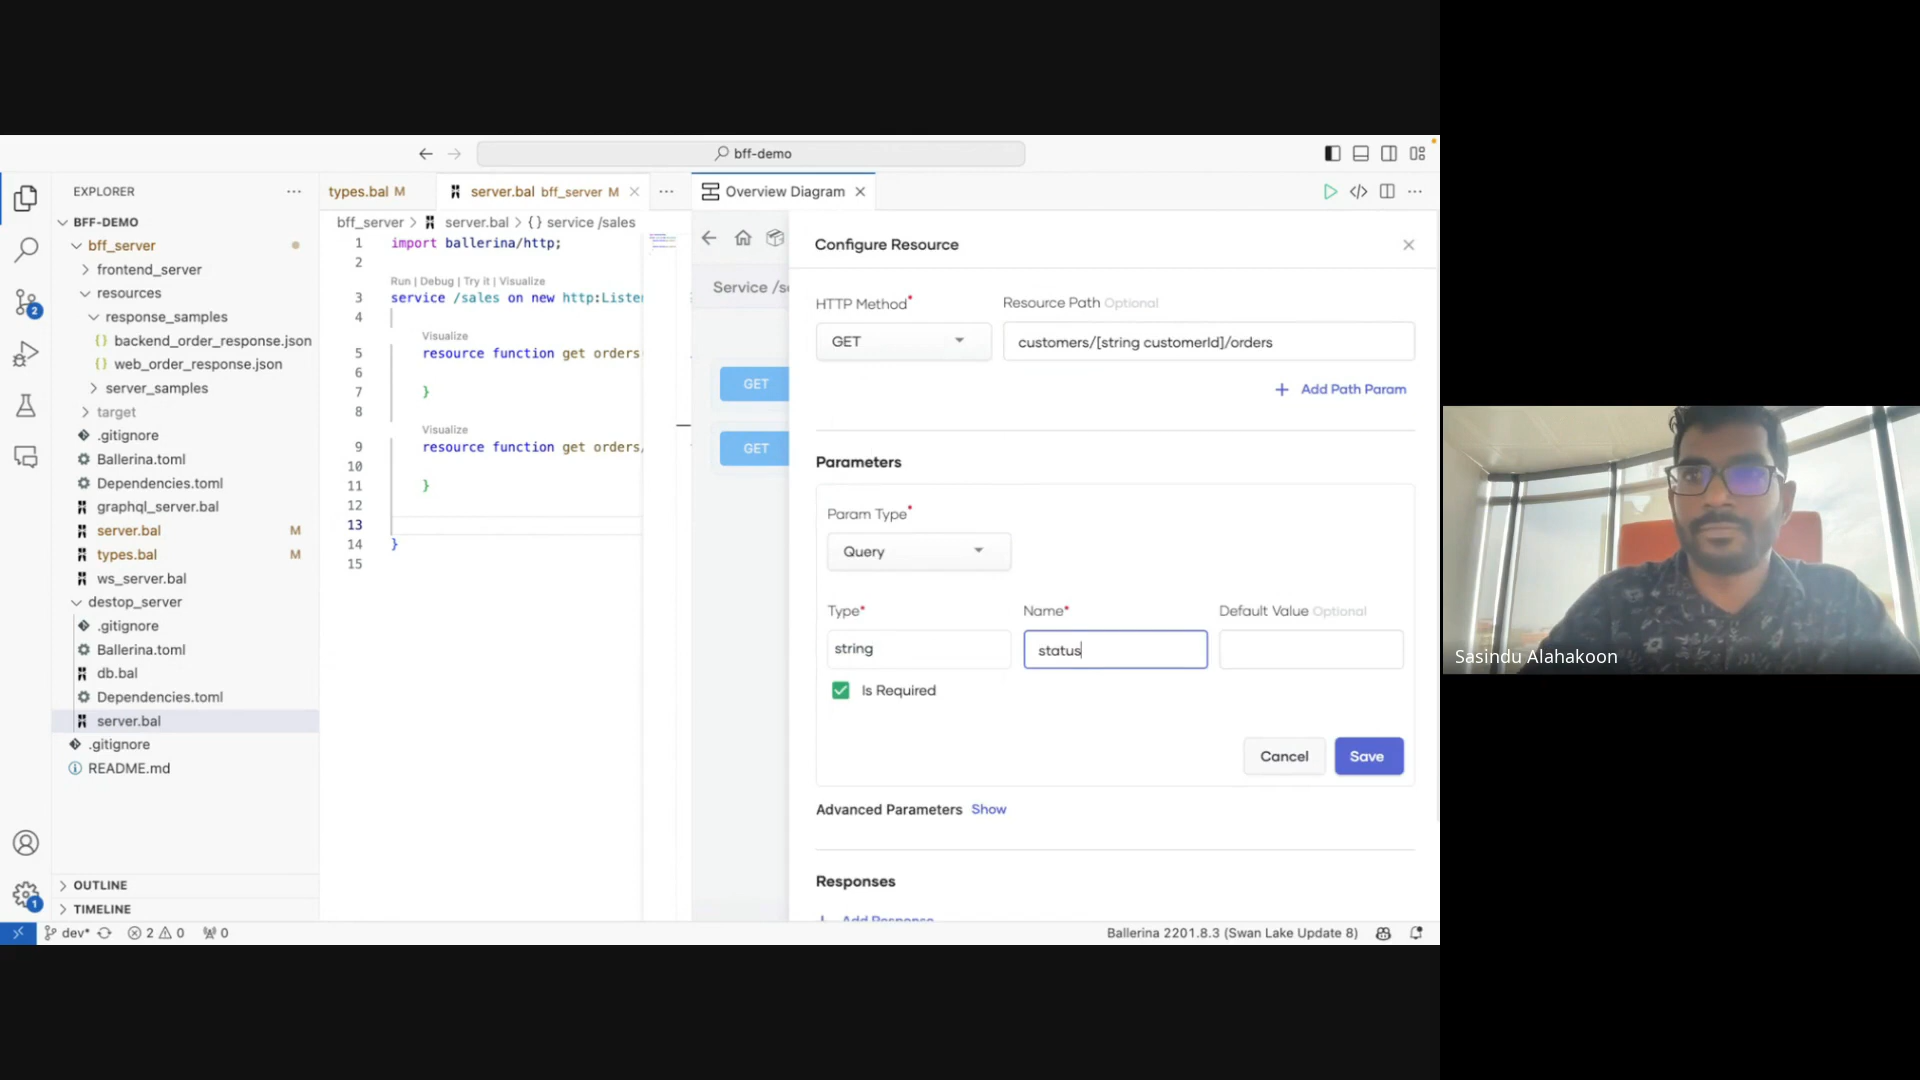 bff-demo
EXPLORER
BFF-DEMO
bff_server
frontend_server
resources
response_samples
backend_order_response.json
web_order_response.json
server_samples
target
.gitignore
Ballerina.toml
Dependencies.toml
graphql_server.bal
server.bal M
types.bal M
ws_server.bal
destop_server
.gitignore
Ballerina.toml
db.bal
Dependencies.toml
server.bal
.gitignore
README.md
OUTLINE
TIMELINE
2
1
types.bal M
server.bal bff_server M
bff_server > server.bal > {} service /sales
1 import ballerina/http;
2
Run | Debug | Try it | Visualize
3 service /sales on new http:Liste
4
Visualize
5 resource function get orders
6
7 }
8
Visualize
9 resource function get orders,
10
11 }
12
13
14 }
15
Overview Diagram
Service /s
GET
GET
Configure Resource
HTTP Method* Resource Path Optional
GET customers/[string customerId]/orders
+ Add Path Param
Parameters
Param Type*
Query
Type* Name* Default Value Optional
string status
Is Required
Cancel Save
Advanced Parameters Show
Responses
+ Add Response
dev* 2 0 0
Ballerina 2201.8.3 (Swan Lake Update 8)
Sasindu Alahakoon